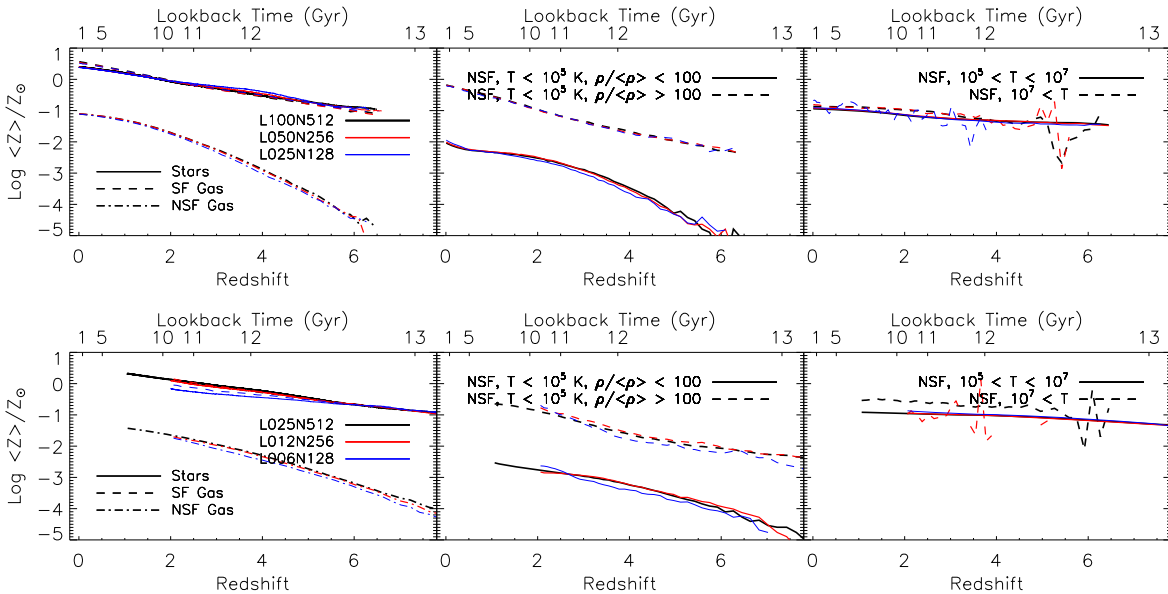 Lookback Time (Gyr) Lookback Time (Gyr) Lookback Time (Gyr)
1 5 10 11 12 13 1 5 10 11 12 13 1 5 10 11 12 13
Log <Z>/Z⊙
1
0
−1
−2
−3
−4
−5
L100N512
L050N256
L025N128
Stars
SF Gas
NSF Gas
NSF, T < 10⁵ K, ρ/<ρ> < 100
NSF, T < 10⁵ K, ρ/<ρ> > 100
NSF, 10⁵ < T < 10⁷
NSF, 10⁷ < T
0 2 4 6 0 2 4 6 0 2 4 6
Redshift Redshift Redshift
Lookback Time (Gyr) Lookback Time (Gyr) Lookback Time (Gyr)
1 5 10 11 12 13 1 5 10 11 12 13 1 5 10 11 12 13
Log <Z>/Z⊙
1
0
−1
−2
−3
−4
−5
L025N512
L012N256
L006N128
Stars
SF Gas
NSF Gas
NSF, T < 10⁵ K, ρ/<ρ> < 100
NSF, T < 10⁵ K, ρ/<ρ> > 100
NSF, 10⁵ < T < 10⁷
NSF, 10⁷ < T
0 2 4 6 0 2 4 6 0 2 4 6
Redshift Redshift Redshift